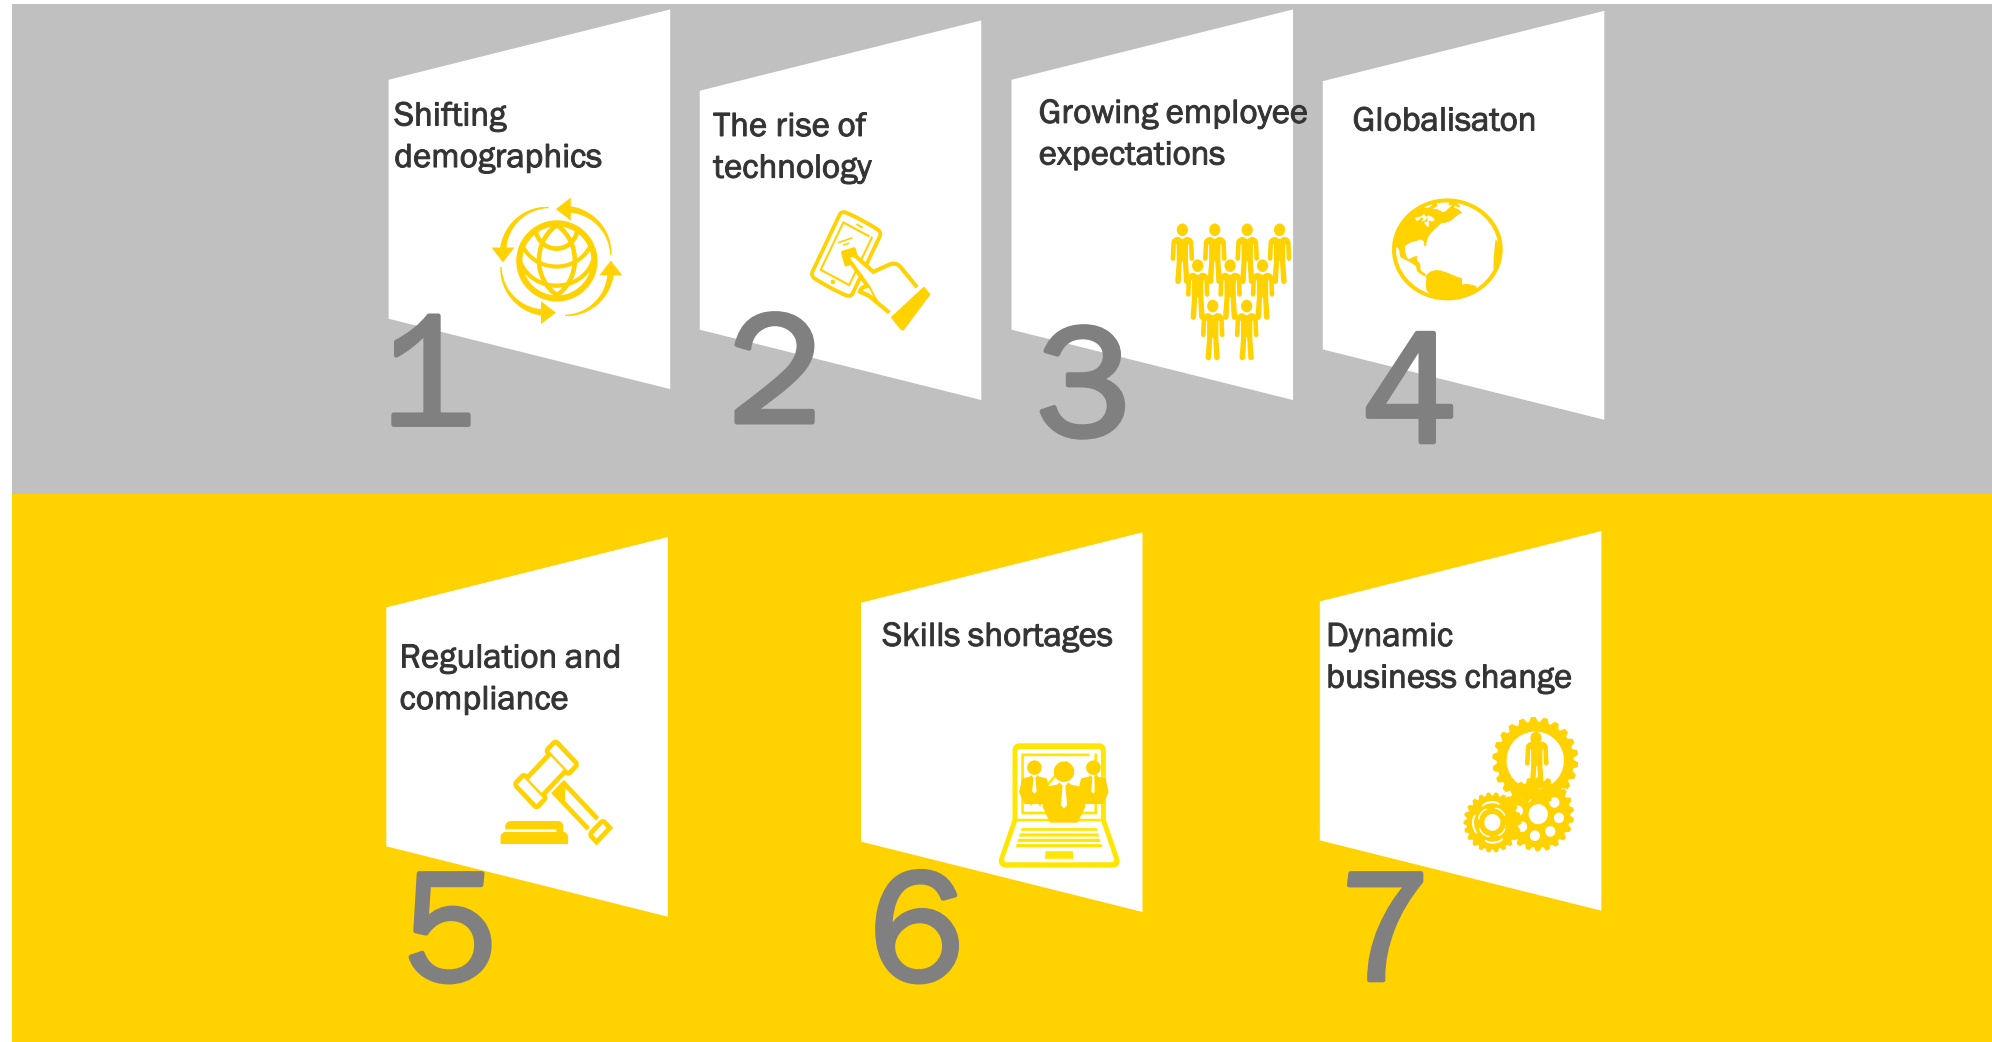 Shifting
demographics
1
The rise of
technology
2
Growing employee
expectations
3
Globalisaton
4
Regulation and
compliance
5
Skills shortages
6
Dynamic
business change
7